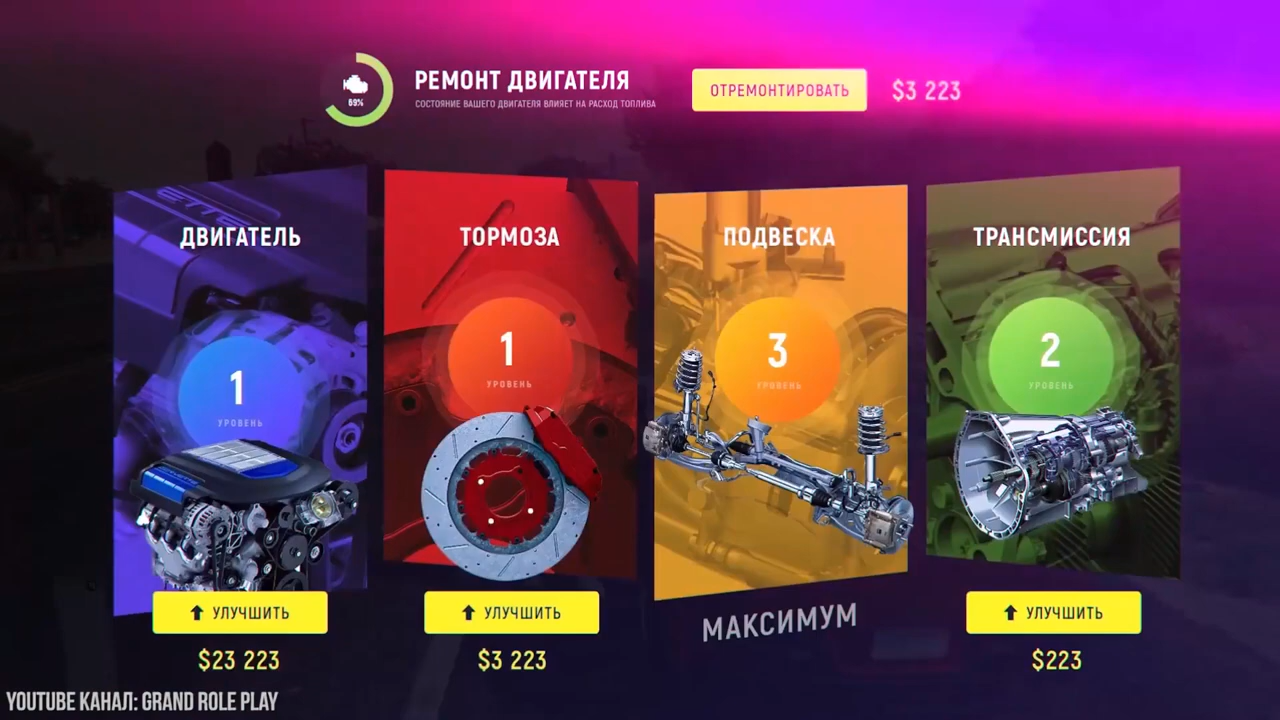 РЕМОНТ ДВИГАТЕЛЯ
СОСТОЯНИЕ ВАШЕГО ДВИГАТЕЛЯ ВЛИЯЕТ НА РАСХОД ТОПЛИВА
69%
ОТРЕМОНТИРОВАТЬ
$3 223
ДВИГАТЕЛЬ
1
УРОВЕНЬ
УЛУЧШИТЬ
$23 223
ТОРМОЗА
1
УРОВЕНЬ
УЛУЧШИТЬ
$3 223
ПОДВЕСКА
3
УРОВЕНЬ
МАКСИМУМ
ТРАНСМИССИЯ
2
УРОВЕНЬ
УЛУЧШИТЬ
$223
YOUTUBE КАНАЛ: GRAND ROLE PLAY